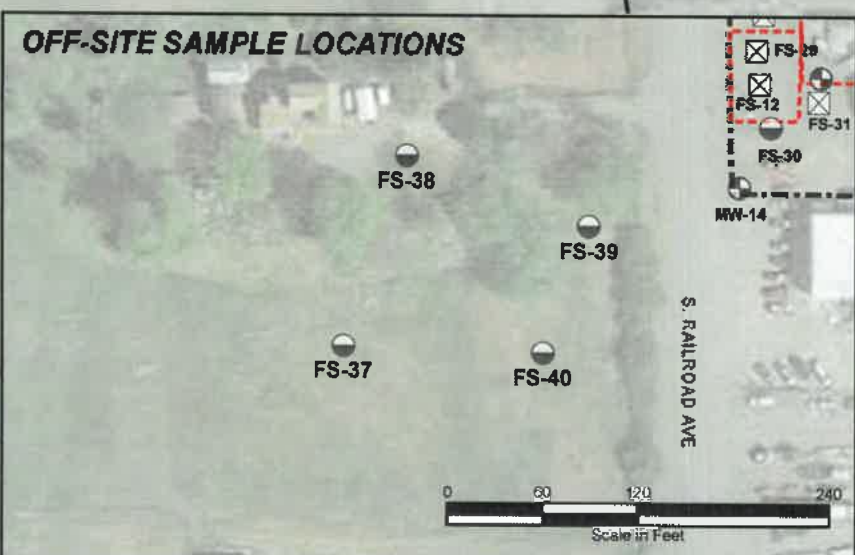 OFF-SITE SAMPLE LOCATIONS
FS-29
FS-12
FS-31
FS-30
FS-38
MW-14
FS-39
FS-37
FS-40
S. RAILROAD AVE
0 60 120 240
Scale in Feet